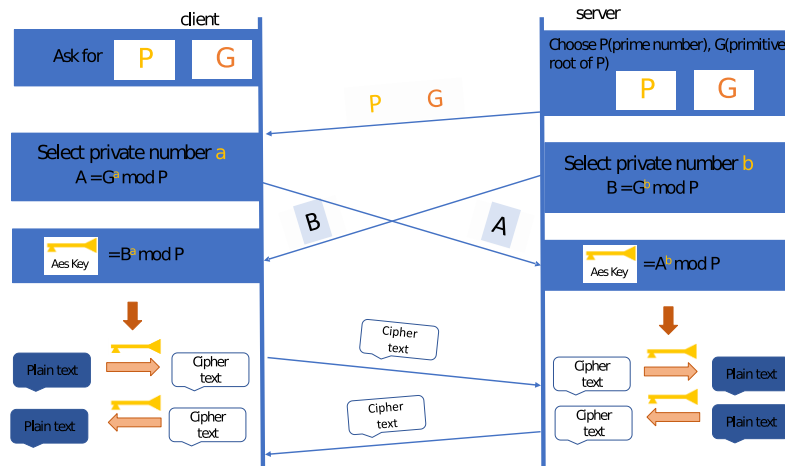 client
server
Ask for P G
Choose P(prime number), G(primitive
root of P)
P G
P G
Select private number a
A =Gᵃ mod P
Select private number b
B =Gᵇ mod P
B
A
Aes Key =Bᵃ mod P
Aes Key =Aᵇ mod P
Cipher
text
Plain text
Cipher
text
Cipher
text
Plain text
Cipher
text
Plain text
Cipher
text
Cipher
text
Plain text